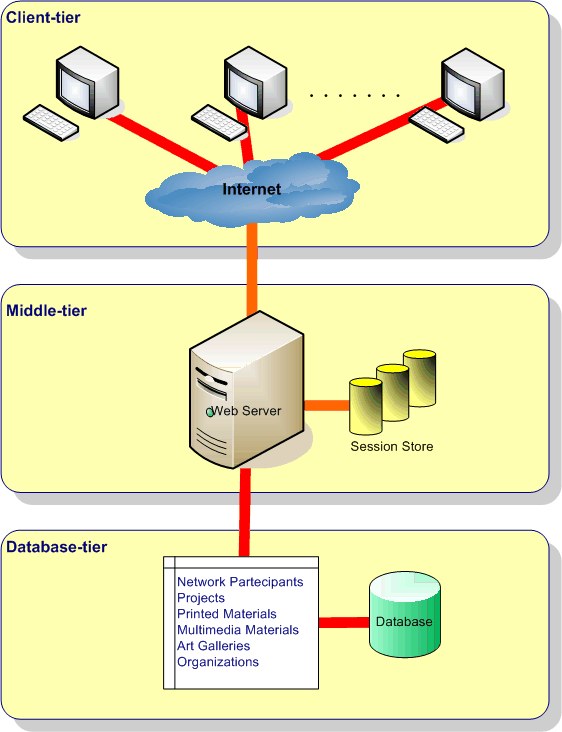 Client-tier
. . . . . . .
Internet
Middle-tier
Web Server
Session Store
Database-tier
Network Partecipants
Projects
Printed Materials
Multimedia Materials
Art Galleries
Organizations
Database